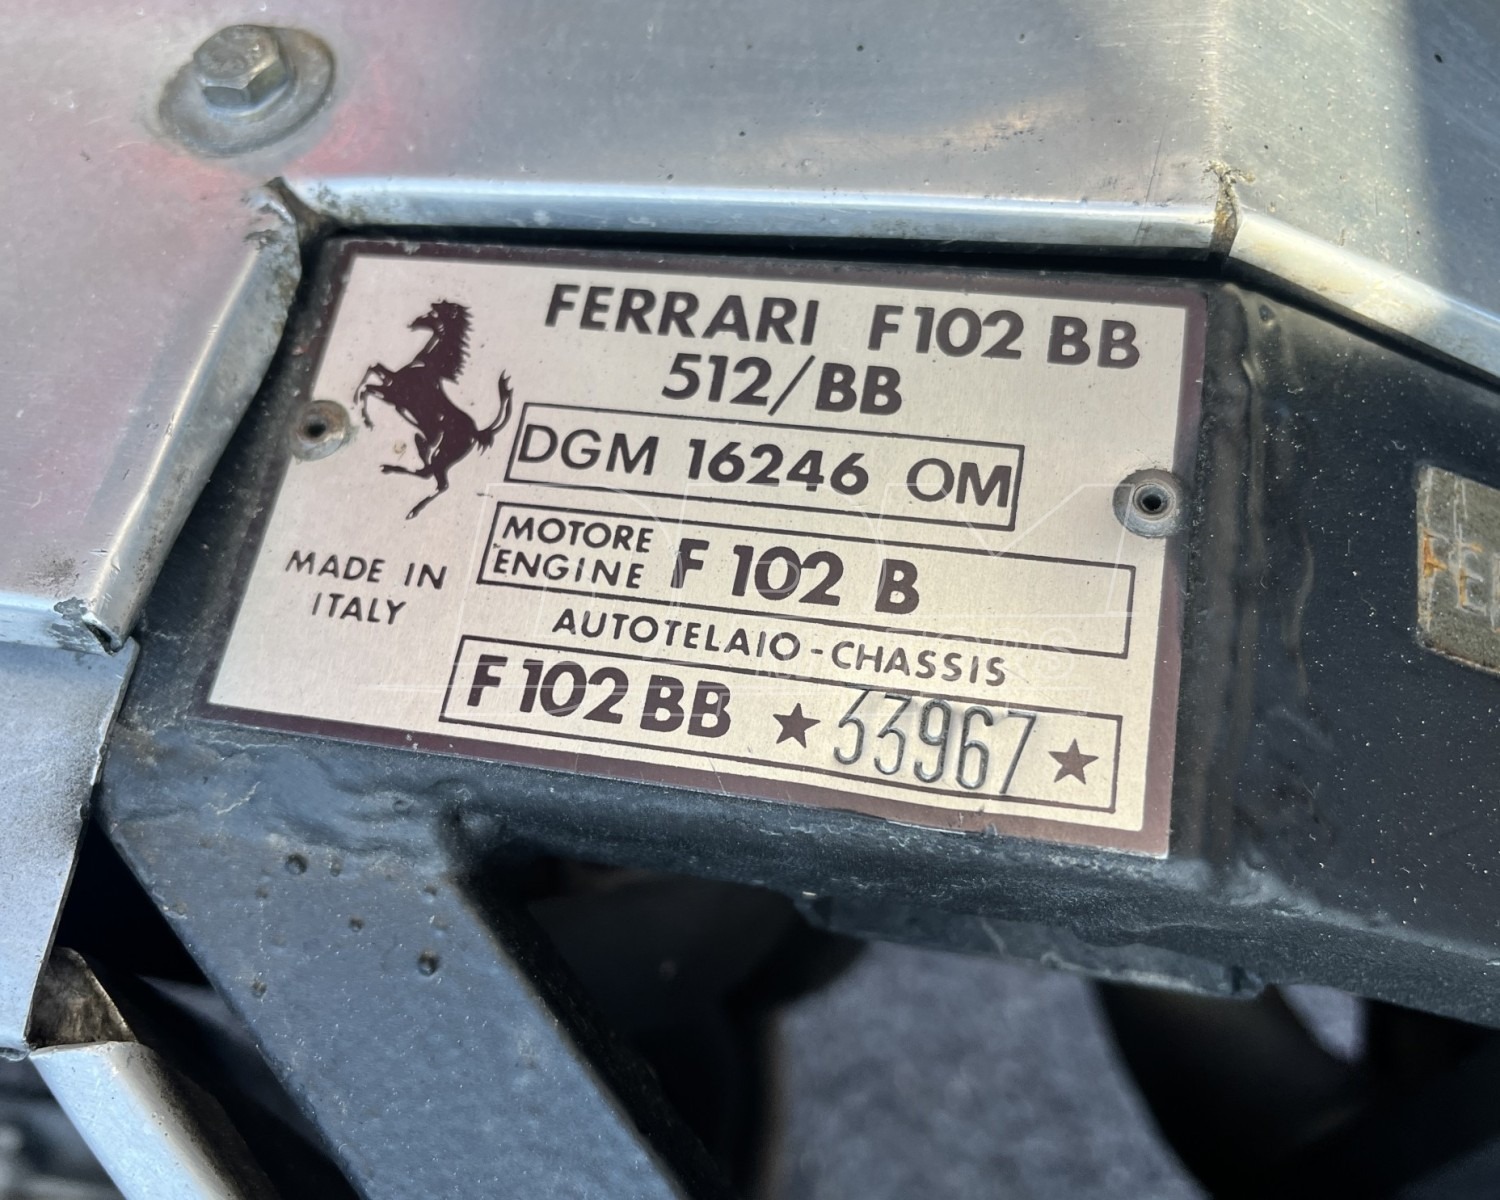 FERRARI F102 BB
512/BB
DGM 16246 OM
MOTORE
ENGINE F 102 B
MADE IN
ITALY
AUTOTELAIO - CHASSIS
F 102 BB ★ 33967 ★